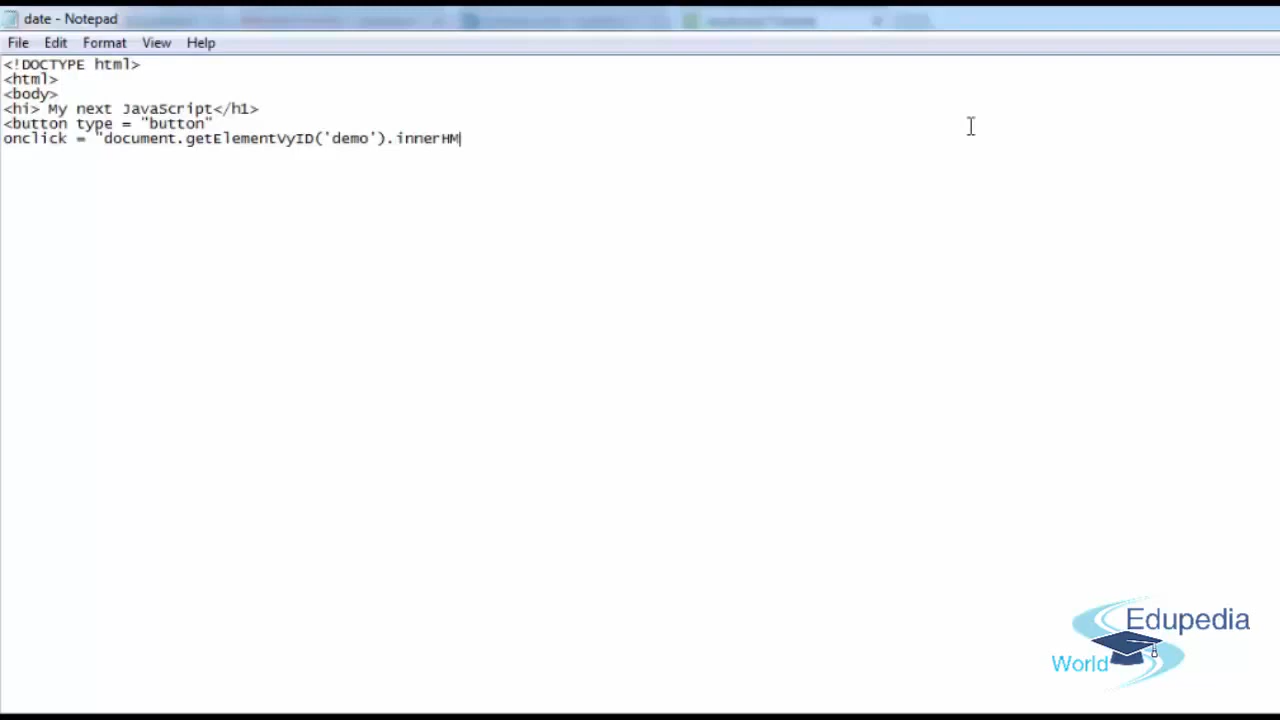 date - Notepad
File Edit Format View Help
<!DOCTYPE html>
<html>
<body>
<hi> My next JavaScript</h1>
<button type = "button"
onclick = "document.getElementVyID('demo').innerHM
Edupedia
World